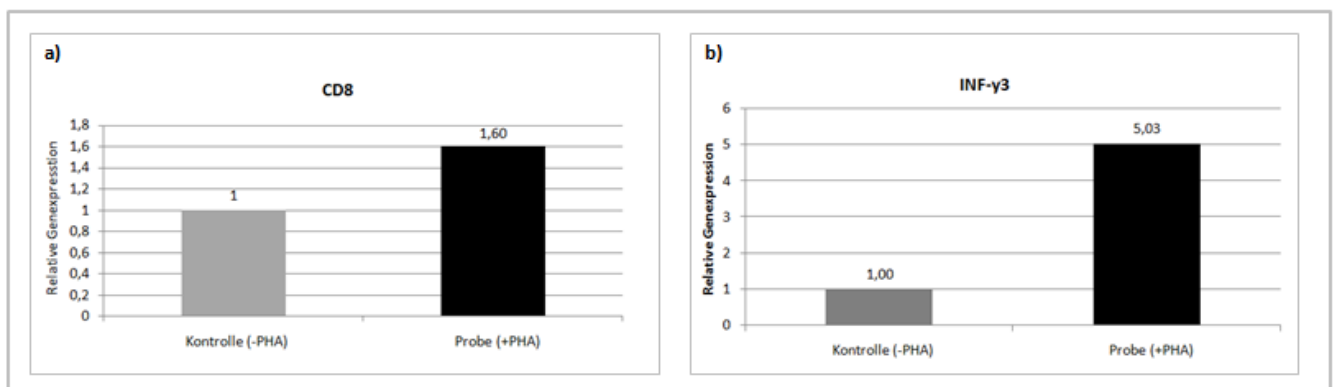 a)
CD8
Relative Genexpresstion
1,8
1,6
1,4
1,2
1
0,8
0,6
0,4
0,2
0
1
1,60
Kontrolle (-PHA)
Probe (+PHA)
b)
INF-γ3
Relative Genexpression
6
5
4
3
2
1
0
1,00
5,03
Kontrolle (-PHA)
Probe (+PHA)